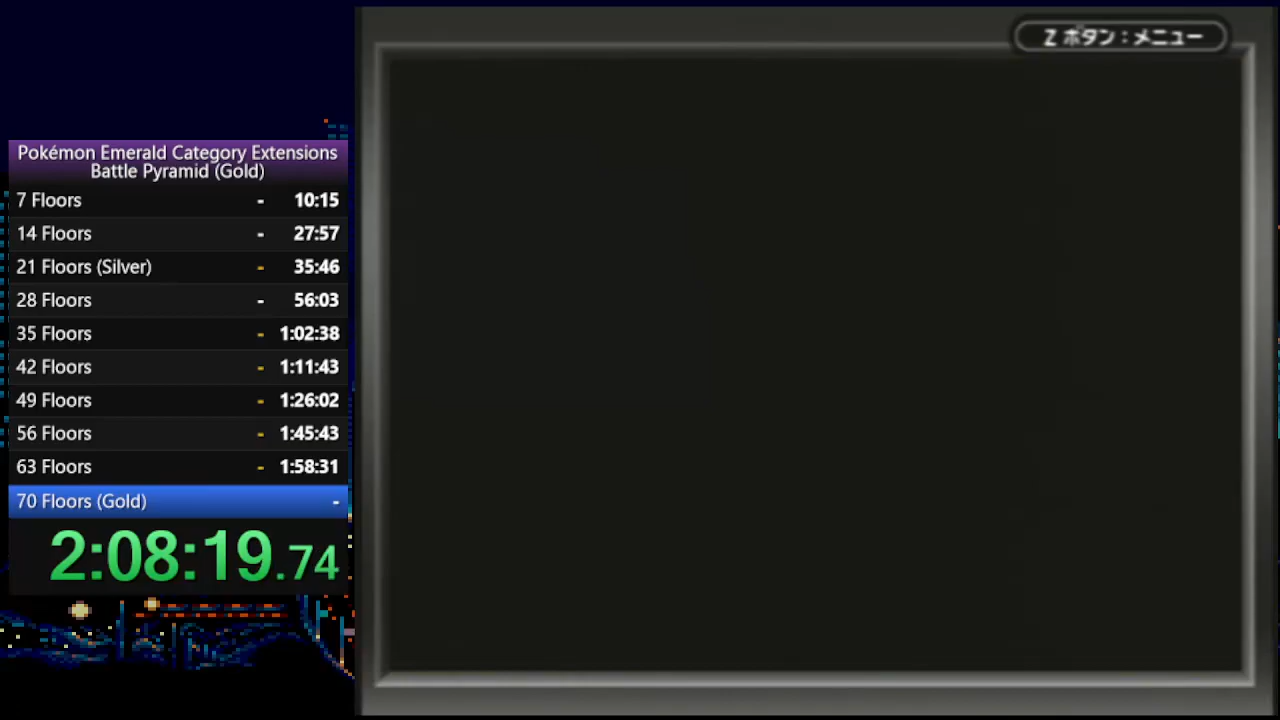 Z ボタン：メニュー
Pokémon Emerald Category Extensions
Battle Pyramid (Gold)
7 Floors - 10:15
14 Floors - 27:57
21 Floors (Silver) - 35:46
28 Floors - 56:03
35 Floors - 1:02:38
42 Floors - 1:11:43
49 Floors - 1:26:02
56 Floors - 1:45:43
63 Floors - 1:58:31
70 Floors (Gold) -
2:08:19.74